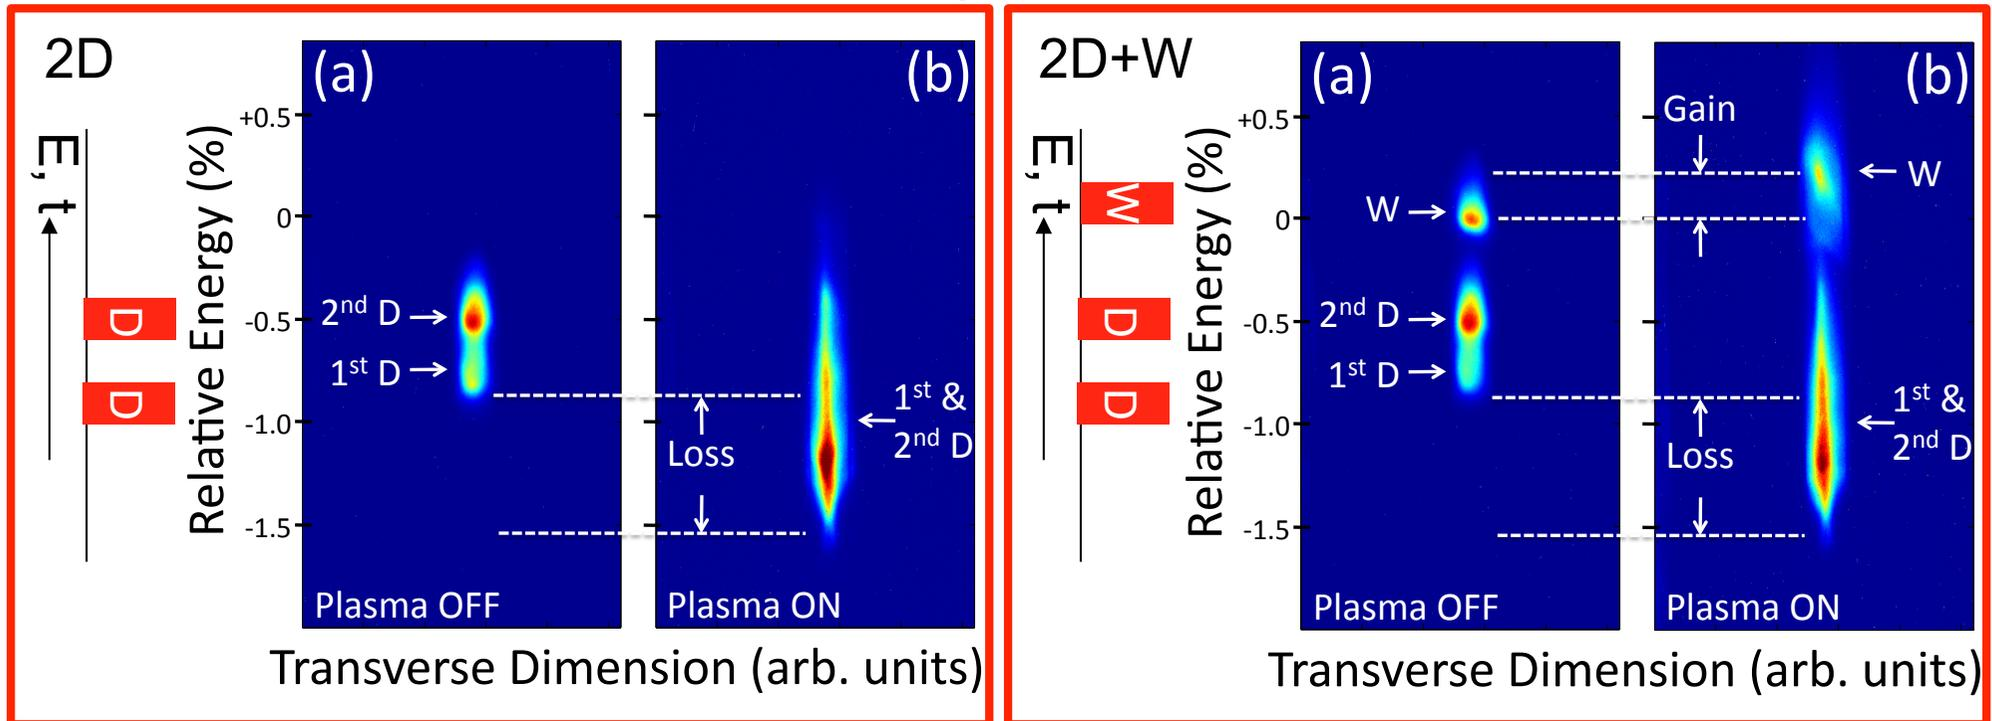 2D
E, t
D
D
Relative Energy (%)
+0.5
0
-0.5
-1.0
-1.5
(a)
2nd D
1st D
Plasma OFF
(b)
Loss
1st &
2nd D
Plasma ON
Transverse Dimension (arb. units)
2D+W
E, t
W
D
D
Relative Energy (%)
+0.5
0
-0.5
-1.0
-1.5
(a)
W
2nd D
1st D
Plasma OFF
(b)
Gain
W
1st &
2nd D
Loss
Plasma ON
Transverse Dimension (arb. units)